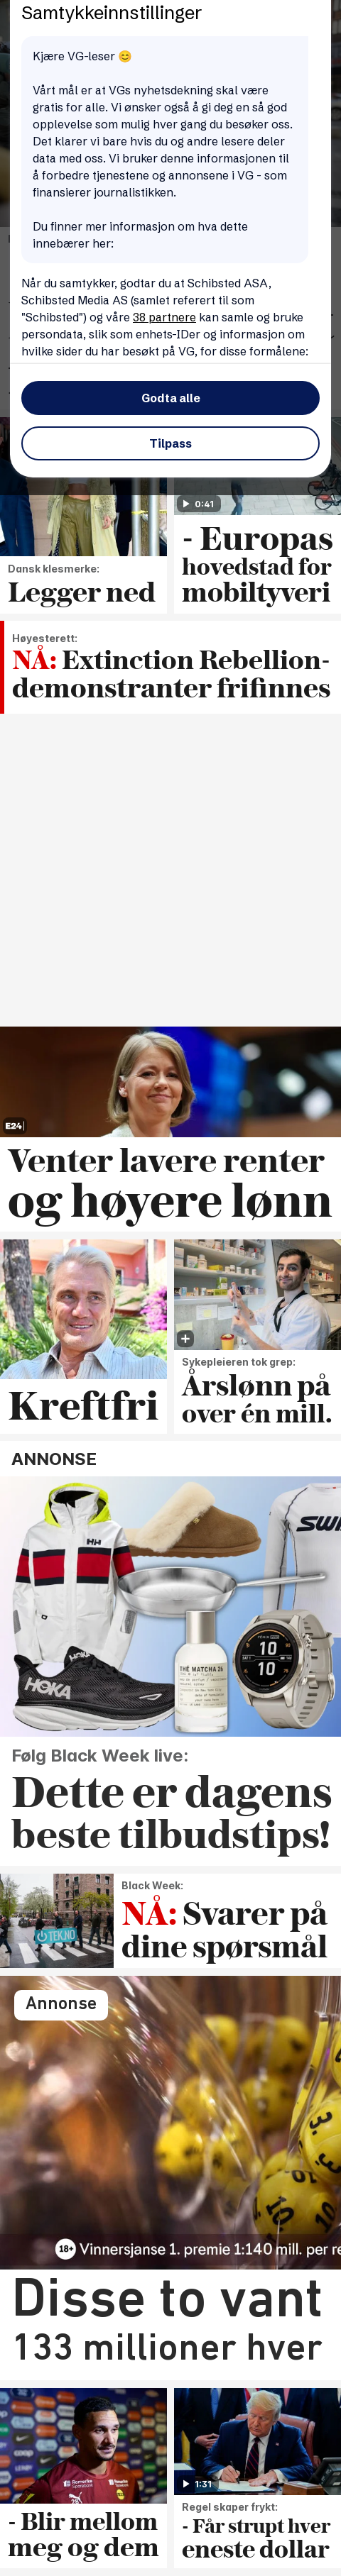 Samtykkeinnstillinger
Kjære VG-leser 😊
Vårt mål er at VGs nyhetsdekning skal være
gratis for alle. Vi ønsker også å gi deg en så god
opplevelse som mulig hver gang du besøker oss.
Det klarer vi bare hvis du og andre lesere deler
data med oss. Vi bruker denne informasjonen til
å forbedre tjenestene og annonsene i VG - som
finansierer journalistikken.
Du finner mer informasjon om hva dette
innebærer her:
Når du samtykker, godtar du at Schibsted ASA,
Schibsted Media AS (samlet referert til som
"Schibsted") og våre 38 partnere kan samle og bruke
persondata, slik som enhets-IDer og informasjon om
hvilke sider du har besøkt på VG, for disse formålene:
Godta alle
Tilpass
0:41
Dansk klesmerke:
Legger ned
- Europas
hovedstad for
mobiltyveri
Høyesterett:
NÅ: Extinction Rebellion-
demonstranter frifinnes
E24
Venter lavere renter
og høyere lønn
Kreftfri
Sykepleieren tok grep:
Årslønn på
over én mill.
ANNONSE
HOKA
THÉ MATCHA 26
10
10
Følg Black Week live:
Dette er dagens
beste tilbudstips!
TEK.NO
Black Week:
NÅ: Svarer på
dine spørsmål
Annonse
18+ Vinnersjanse 1. premie 1:140 mill. per re
Disse to vant
133 millioner hver
- Blir mellom
meg og dem
1:31
Regel skaper frykt:
- Får strupt hver
eneste dollar